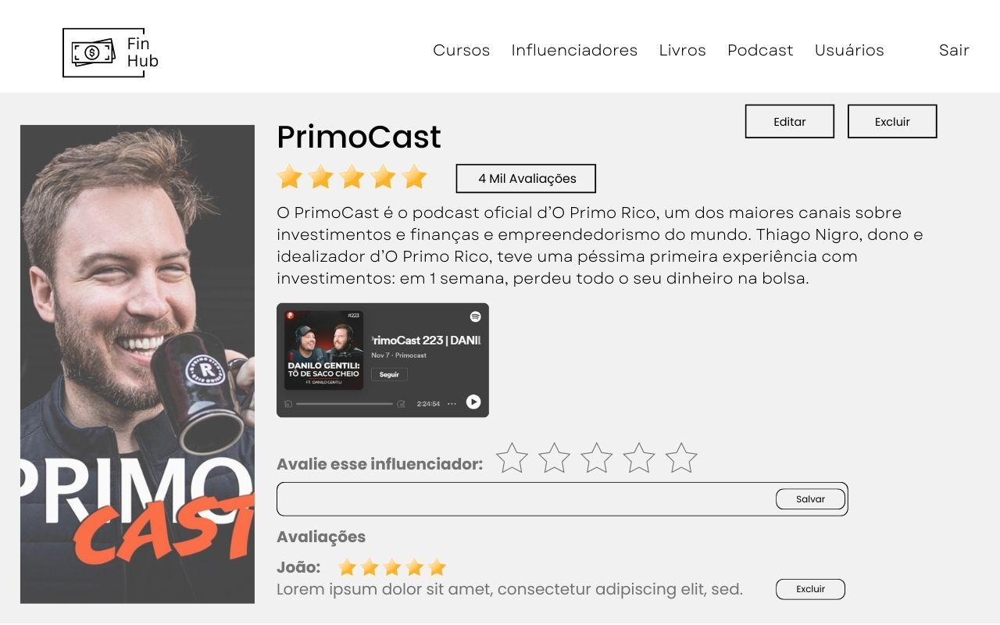 Fin
Hub
Cursos Influenciadores Livros Podcast Usuários Sair
Editar Excluir
PrimoCast
4 Mil Avaliações
O PrimoCast é o podcast oficial d’O Primo Rico, um dos maiores canais sobre
investimentos e finanças e empreendedorismo do mundo. Thiago Nigro, dono e
idealizador d’O Primo Rico, teve uma péssima primeira experiência com
investimentos: em 1 semana, perdeu todo o seu dinheiro na bolsa.
#223
rimoCast 223 | DANI
Nov 7 · Primocast
Seguir
DANILO GENTILI:
TÔ DE SACO CHEIO
FT. DANILO GENTILI
2:24:54
R
PRIMO
CAST
Avalie esse influenciador:
Salvar
Avaliações
João:
Lorem ipsum dolor sit amet, consectetur adipiscing elit, sed.
Excluir